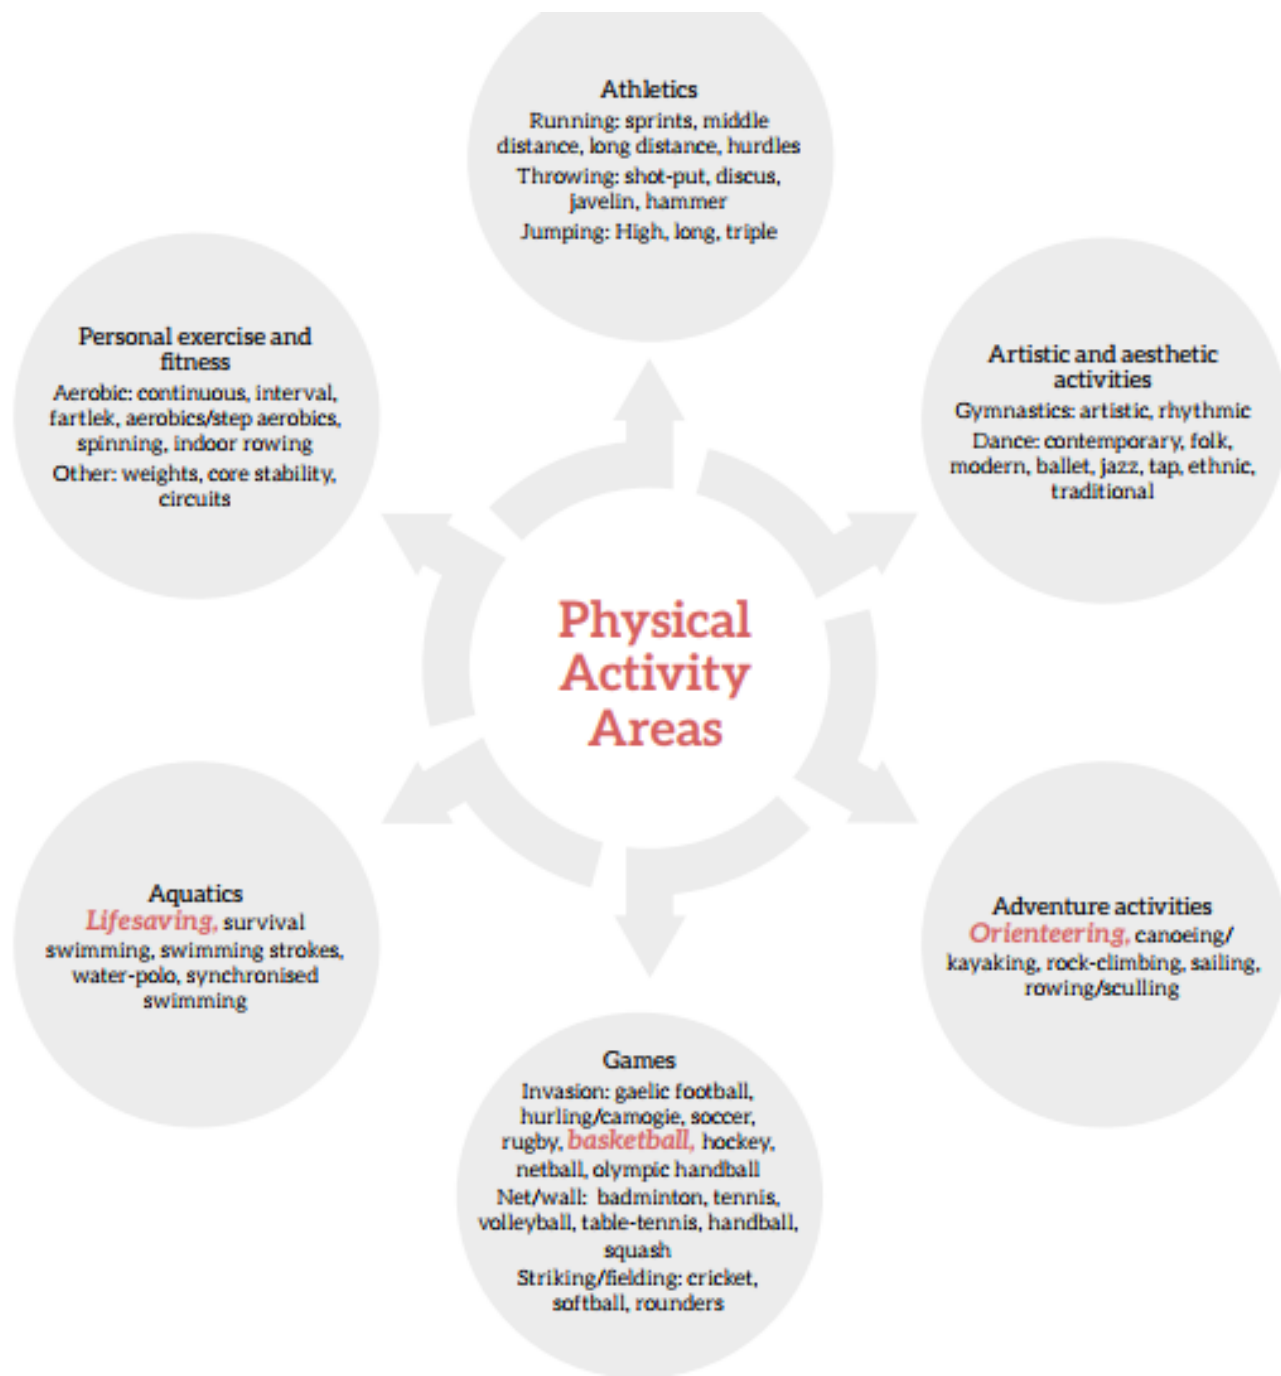 Athletics
Running: sprints, middle
distance, long distance, hurdles
Throwing: shot-put, discus,
javelin, hammer
Jumping: High, long, triple
Personal exercise and
fitness
Aerobic: continuous, interval,
fartlek, aerobics/step aerobics,
spinning, indoor rowing
Other: weights, core stability,
circuits
Artistic and aesthetic
activities
Gymnastics: artistic, rhythmic
Dance: contemporary, folk,
modern, ballet, jazz, tap, ethnic,
traditional
Physical
Activity
Areas
Aquatics
Lifesaving, survival
swimming, swimming strokes,
water-polo, synchronised
swimming
Adventure activities
Orienteering, canoeing/
kayaking, rock-climbing, sailing,
rowing/sculling
Games
Invasion: gaelic football,
hurling/camogie, soccer,
rugby, basketball, hockey,
netball, olympic handball
Net/wall: badminton, tennis,
volleyball, table-tennis, handball,
squash
Striking/fielding: cricket,
softball, rounders